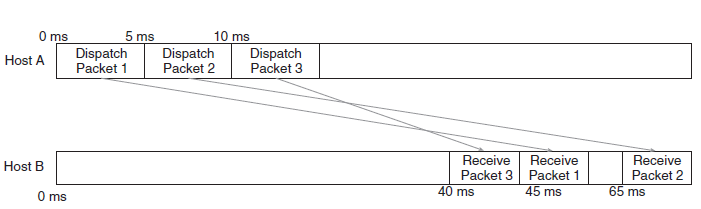 0 ms 5 ms 10 ms
Host A
Dispatch Packet 1
Dispatch Packet 2
Dispatch Packet 3
Host B
Receive Packet 3
Receive Packet 1
Receive Packet 2
0 ms 40 ms 45 ms 65 ms